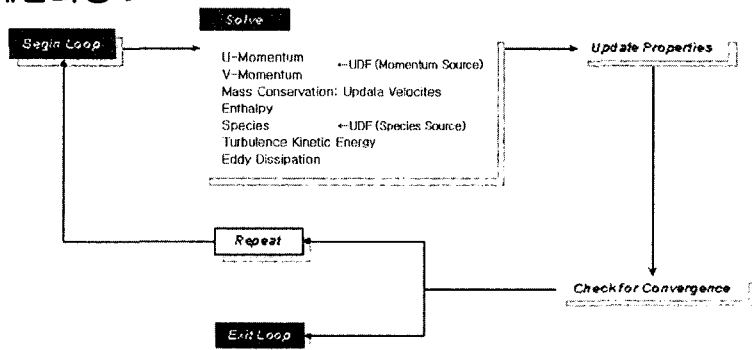 Solve
Begin Loop
U-Momentum ←UDF (Momentum Source)
V-Momentum
Mass Conservation: Updata Velocites
Enthalpy
Species ←UDF (Species Source)
Turbulence Kinetic Energy
Eddy Dissipation
Update Properties
Repeat
Check for Convergence
Exit Loop